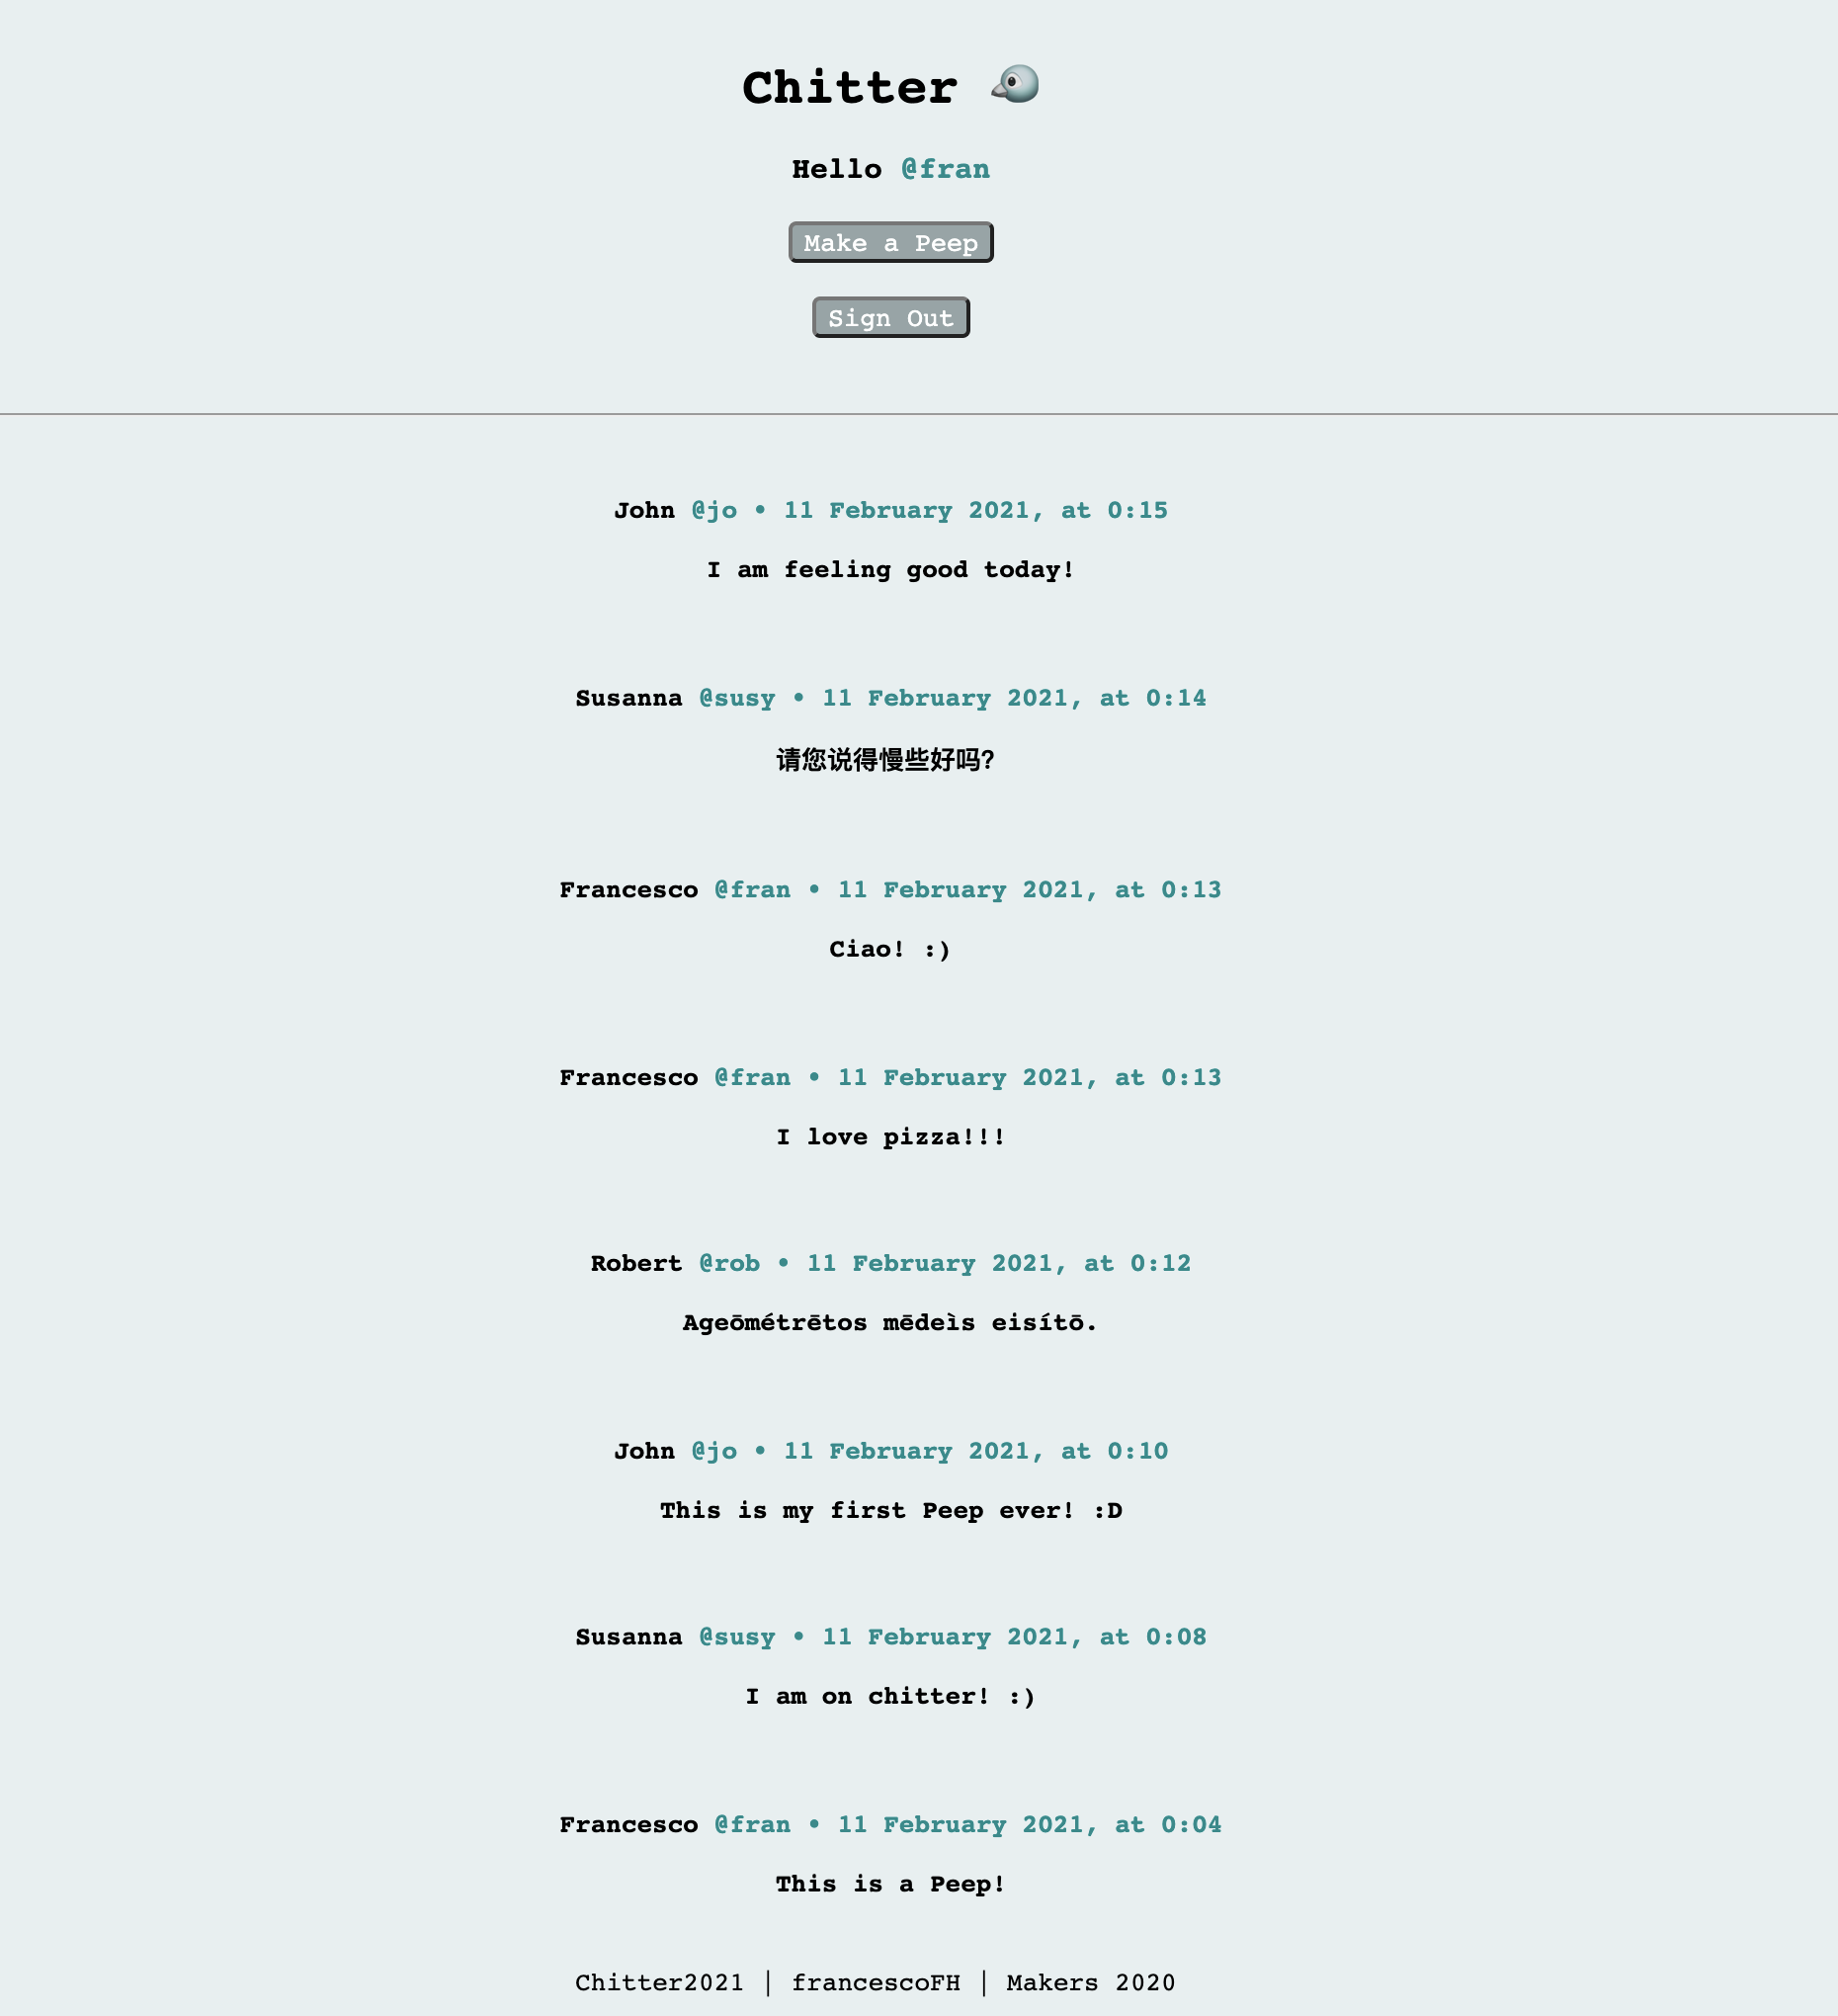 Chitter
Hello @fran
Make a Peep
Sign Out
John @jo • 11 February 2021, at 0:15
I am feeling good today!
Susanna @susy • 11 February 2021, at 0:14
请您说得慢些好吗?
Francesco @fran • 11 February 2021, at 0:13
Ciao! :)
Francesco @fran • 11 February 2021, at 0:13
I love pizza!!!
Robert @rob • 11 February 2021, at 0:12
Ageōmétrētos mēdeìs eisítō.
John @jo • 11 February 2021, at 0:10
This is my first Peep ever! :D
Susanna @susy • 11 February 2021, at 0:08
I am on chitter! :)
Francesco @fran • 11 February 2021, at 0:04
This is a Peep!
Chitter2021 | francescoFH | Makers 2020